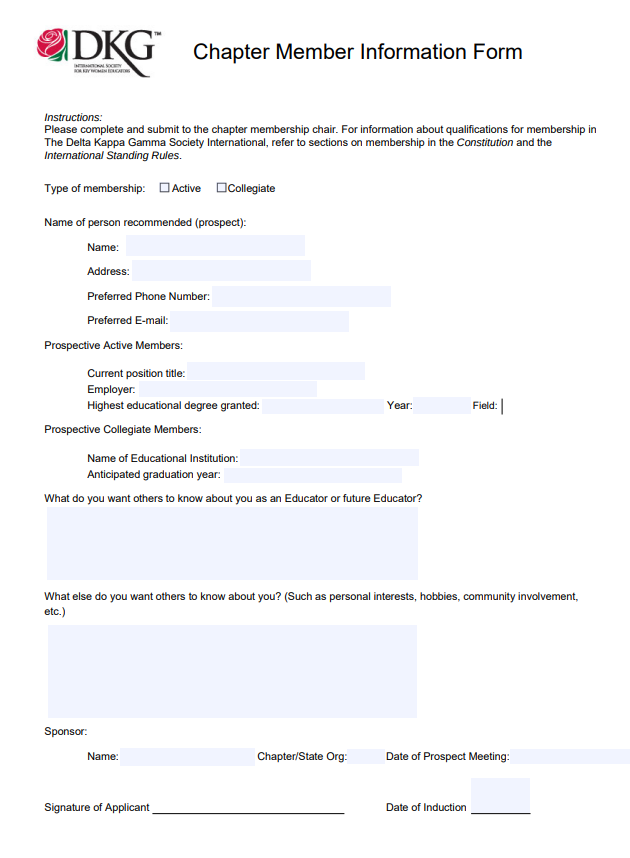 DKG™
INTERNATIONAL SOCIETY
FOR KEY WOMEN EDUCATORS
Chapter Member Information Form
Instructions:
Please complete and submit to the chapter membership chair. For information about qualifications for membership in
The Delta Kappa Gamma Society International, refer to sections on membership in the Constitution and the
International Standing Rules.
Type of membership: Active Collegiate
Name of person recommended (prospect):
Name:
Address:
Preferred Phone Number:
Preferred E-mail:
Prospective Active Members:
Current position title:
Employer:
Highest educational degree granted: Year: Field:
Prospective Collegiate Members:
Name of Educational Institution:
Anticipated graduation year:
What do you want others to know about you as an Educator or future Educator?
What else do you want others to know about you? (Such as personal interests, hobbies, community involvement,
etc.)
Sponsor:
Name: Chapter/State Org: Date of Prospect Meeting:
Signature of Applicant Date of Induction